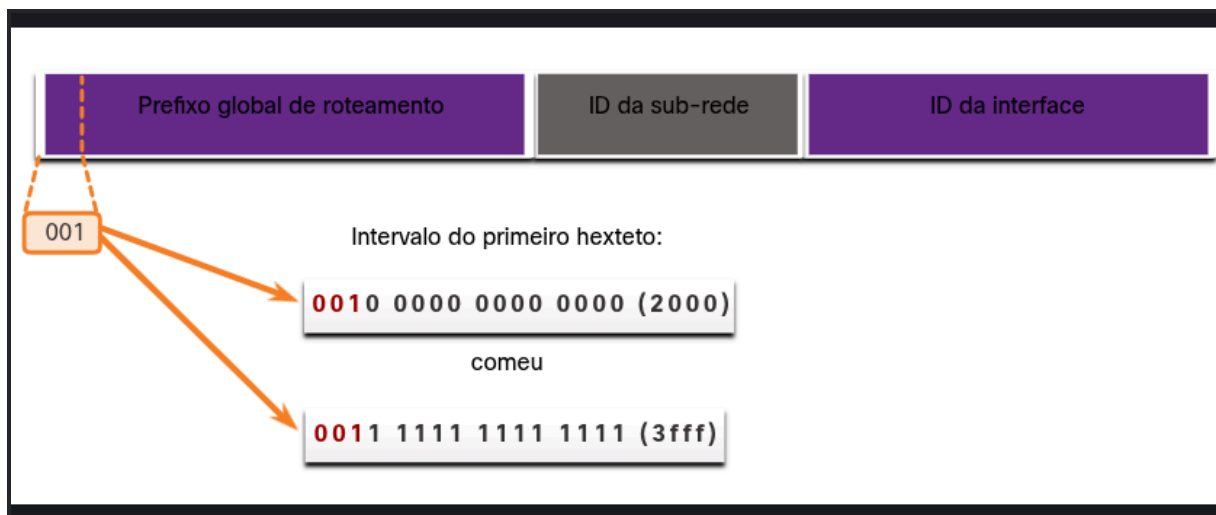 Prefixo global de roteamento ID da sub-rede ID da interface
001
Intervalo do primeiro hexteto:
0010 0000 0000 0000 (2000)
comeu
0011 1111 1111 1111 (3fff)